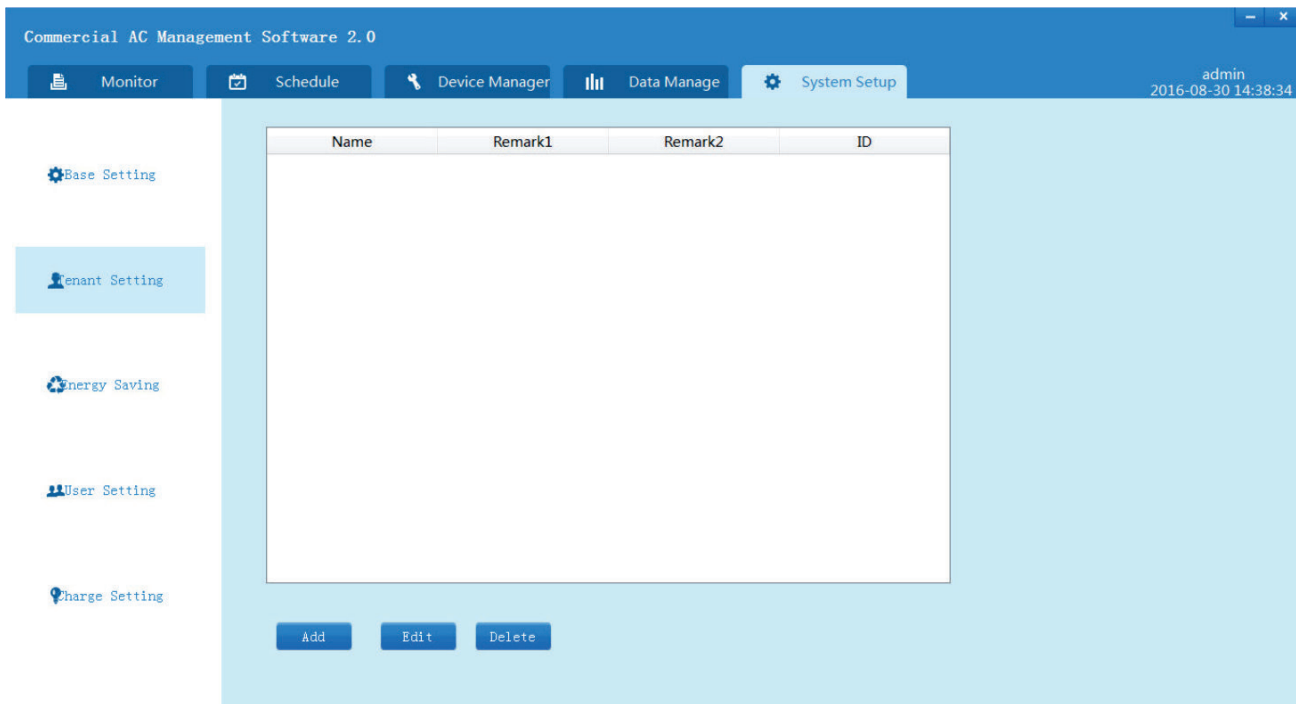 Commercial AC Management Software 2.0
Monitor Schedule Device Manager Data Manage System Setup
admin
2016-08-30 14:38:34
Name Remark1 Remark2 ID
Base Setting
Tenant Setting
Energy Saving
User Setting
Charge Setting
Add Edit Delete